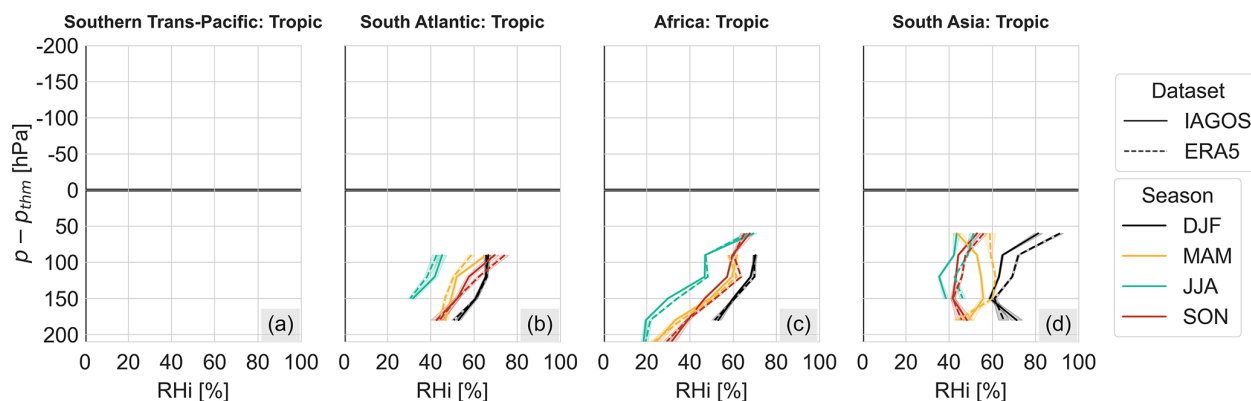 Southern Trans-Pacific: Tropic
South Atlantic: Tropic
Africa: Tropic
South Asia: Tropic
p − p_thm [hPa]
-200
-150
-100
-50
0
50
100
150
200
(a)
(b)
(c)
(d)
0 20 40 60 80 100
0 20 40 60 80 100
0 20 40 60 80 100
0 20 40 60 80 100
RHi [%]
RHi [%]
RHi [%]
RHi [%]
Dataset
IAGOS
ERA5
Season
DJF
MAM
JJA
SON